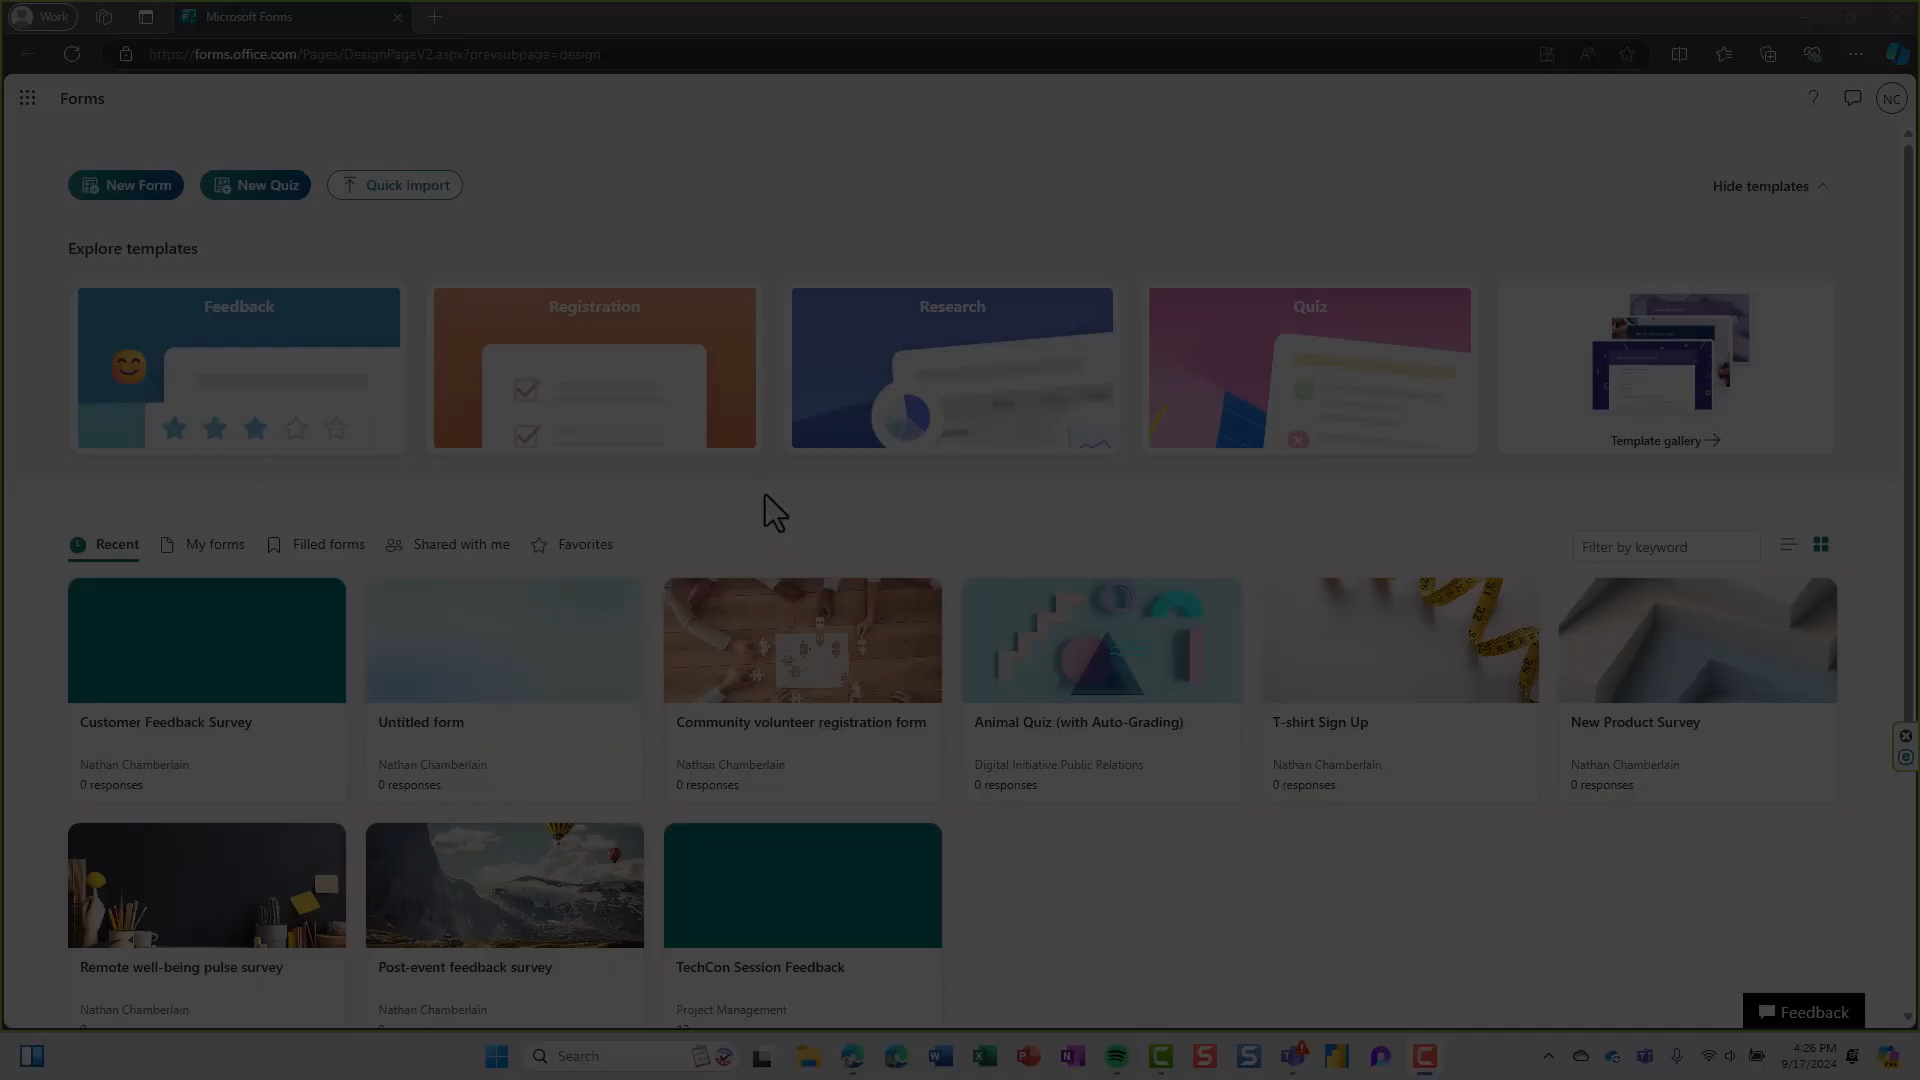 Work
Microsoft Forms
https://forms.office.com/Pages/DesignPageV2.aspx?prevsubpage=design
Forms
NC
New Form
New Quiz
Quick import
Hide templates
Explore templates
Feedback
Registration
Research
Quiz
Template gallery
Recent
My forms
Filled forms
Shared with me
Favorites
Filter by keyword
Customer Feedback Survey
Nathan Chamberlain
0 responses
Untitled form
Nathan Chamberlain
0 responses
Community volunteer registration form
Nathan Chamberlain
0 responses
Animal Quiz (with Auto-Grading)
Digital Initiative Public Relations
0 responses
T-shirt Sign Up
Nathan Chamberlain
0 responses
New Product Survey
Nathan Chamberlain
0 responses
Remote well-being pulse survey
Nathan Chamberlain
Post-event feedback survey
Nathan Chamberlain
TechCon Session Feedback
Project Management
Feedback
Search
4:26 PM
9/17/2024